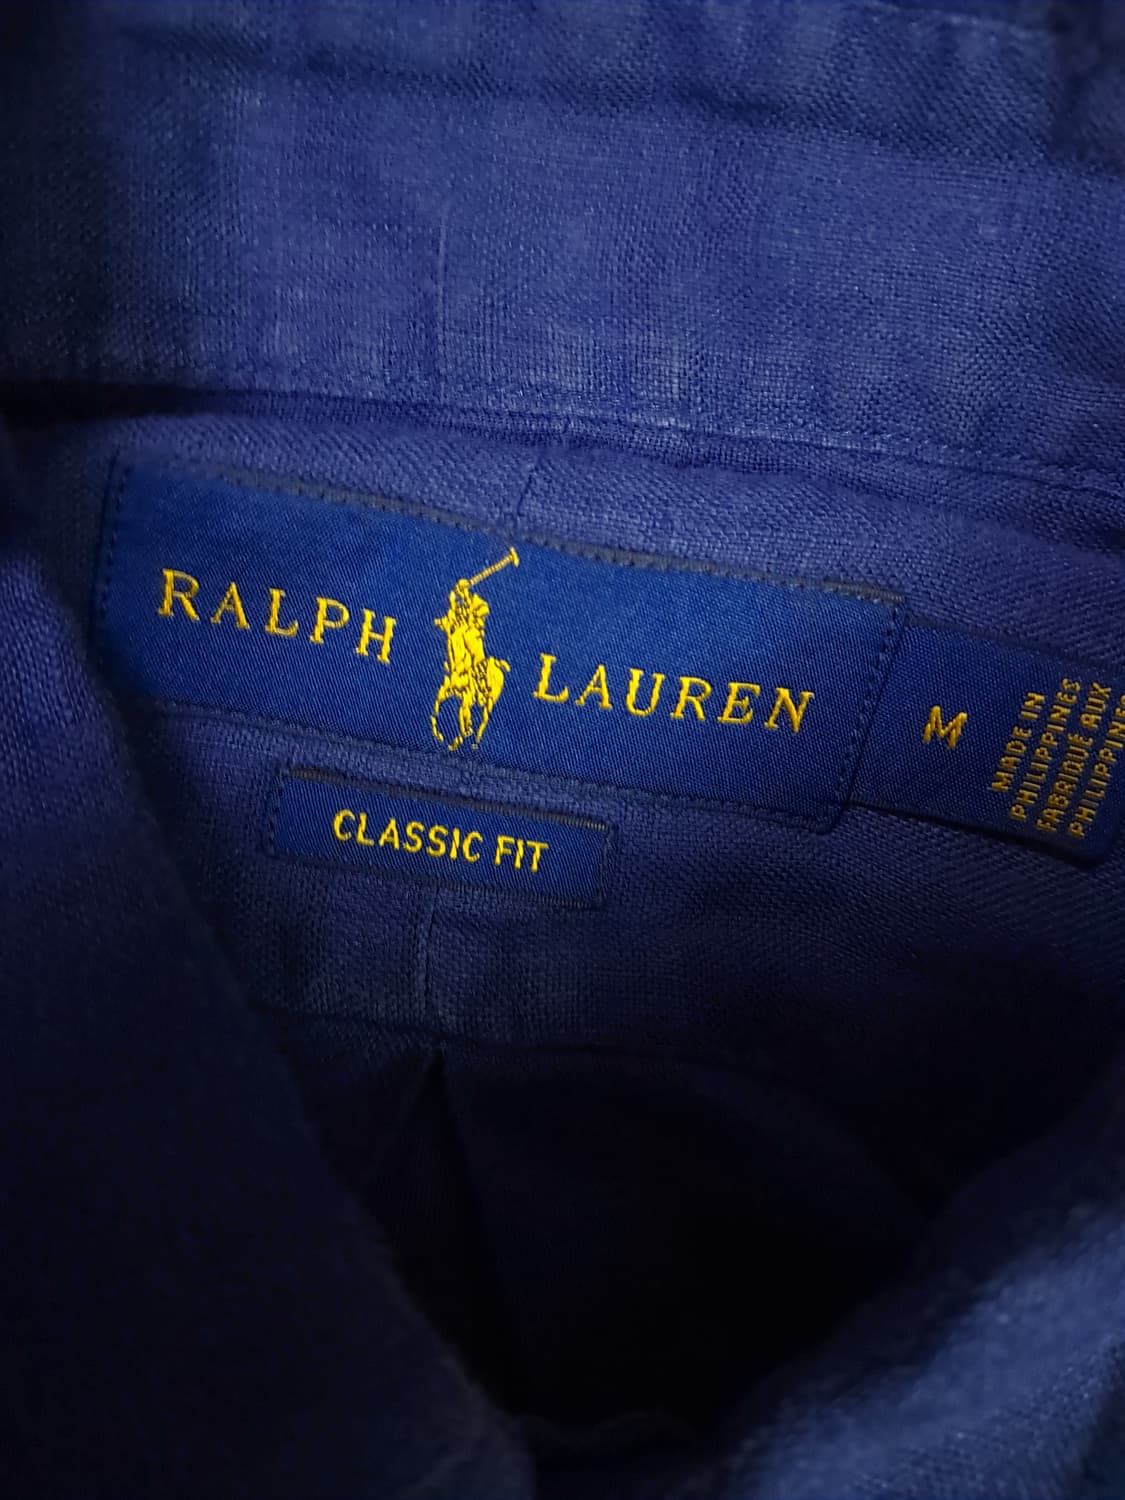 RALPH LAUREN
CLASSIC FIT
M
MADE IN
PHILIPPINES
FABRIQUÉ AUX
PHILIPPINES